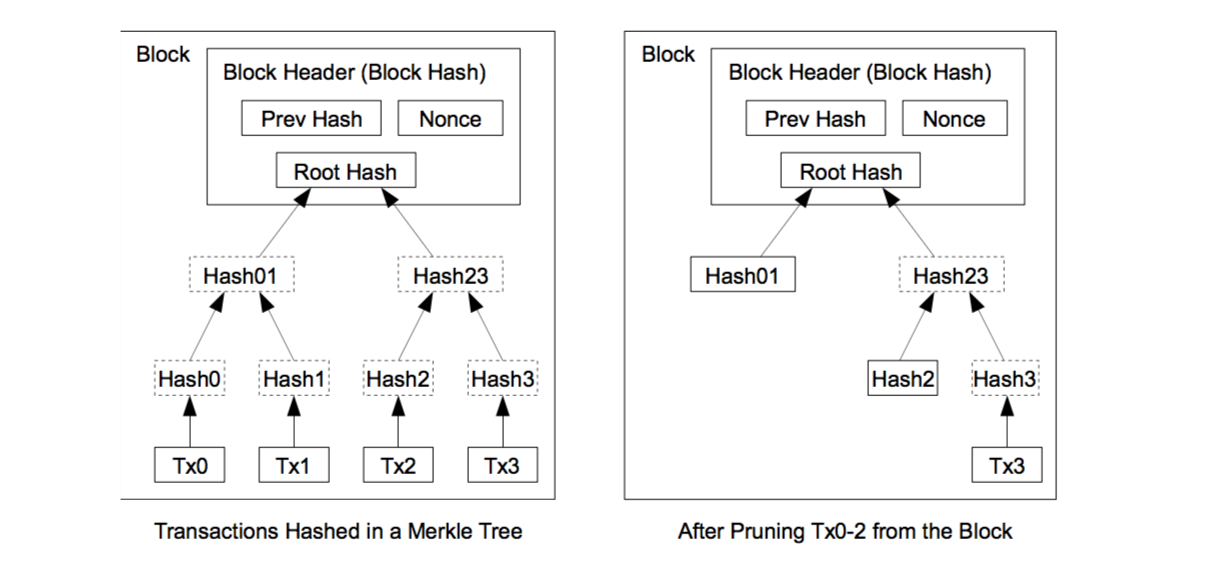 Block
Block Header (Block Hash)
Prev Hash
Nonce
Root Hash
Hash01
Hash23
Hash0
Hash1
Hash2
Hash3
Tx0
Tx1
Tx2
Tx3
Transactions Hashed in a Merkle Tree
Block
Block Header (Block Hash)
Prev Hash
Nonce
Root Hash
Hash01
Hash23
Hash2
Hash3
Tx3
After Pruning Tx0-2 from the Block